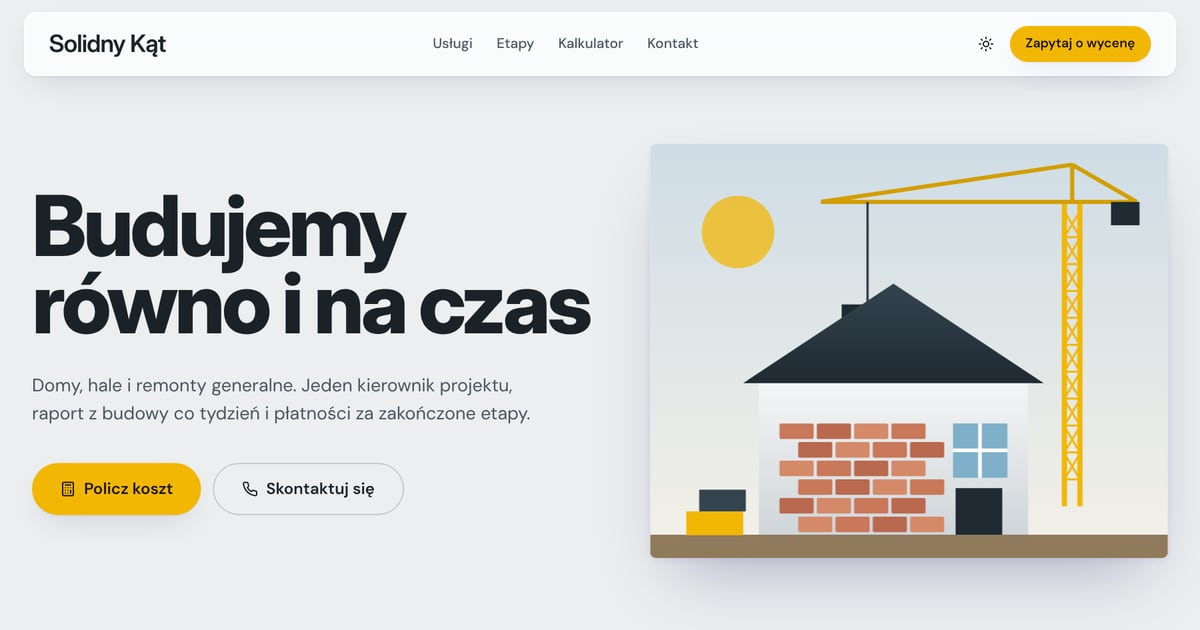 Solidny Kąt
Usługi
Etapy
Kalkulator
Kontakt
Zapytaj o wycenę
Budujemy
równo i na czas
Domy, hale i remonty generalne. Jeden kierownik projektu,
raport z budowy co tydzień i płatności za zakończone etapy.
Policz koszt
Skontaktuj się